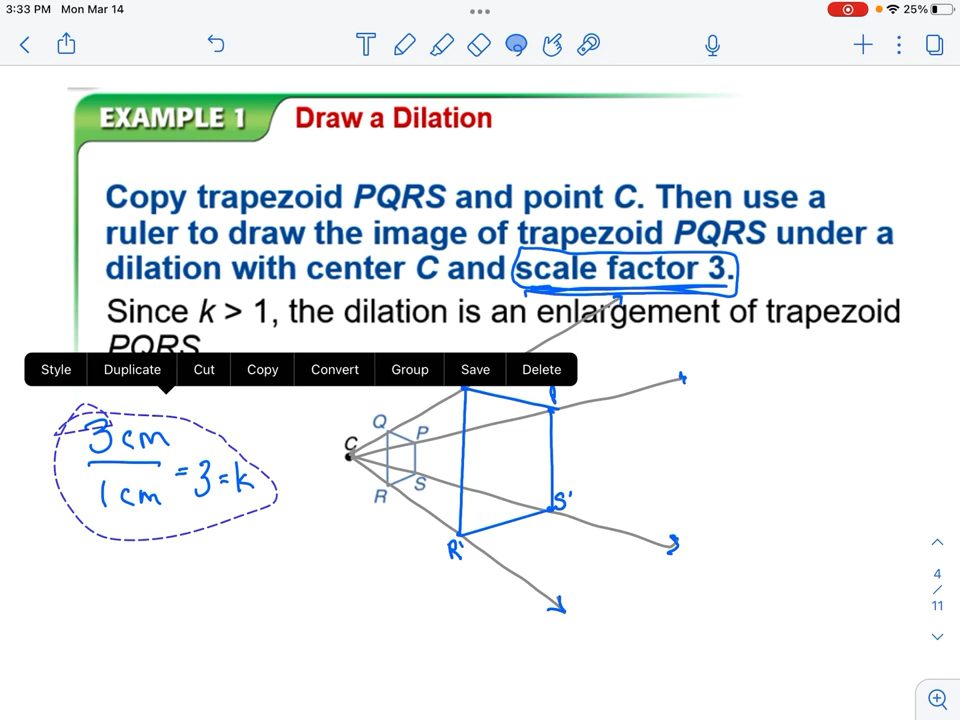 3:33 PM Mon Mar 14
25%
T
EXAMPLE 1 Draw a Dilation
Copy trapezoid PQRS and point C. Then use a
ruler to draw the image of trapezoid PQRS under a
dilation with center C and scale factor 3.
Since k > 1, the dilation is an enlargement of trapezoid
PQRS
Style Duplicate Cut Copy Convert Group Save Delete
3 cm
1 cm
= 3 = k
Q
P
C
S
R
S'
R'
4
/
11